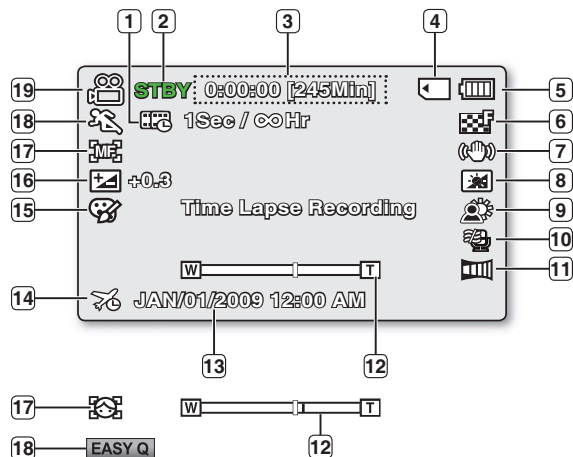 1 2 3 4
19 STBY 0:00:00 [245Min] 5
18 1Sec / ∞Hr 6
17 MF 7
16 +0.3 8
15 9
Time Lapse Recording
10
W T 11
14 JAN/01/2009 12:00 AM
13 12
17 W T
18 EASY Q 12